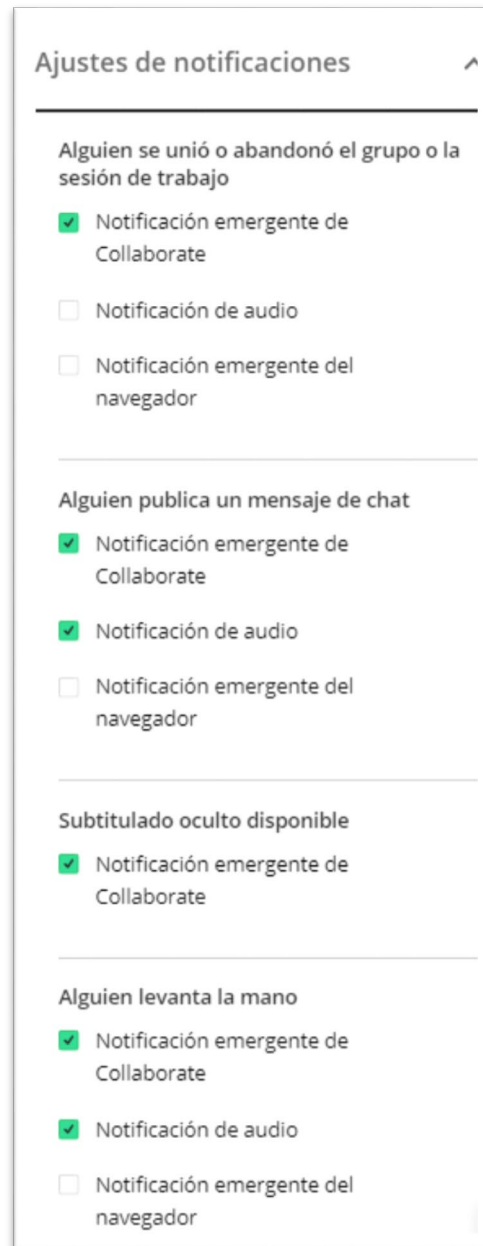 Ajustes de notificaciones
Alguien se unió o abandonó el grupo o la
sesión de trabajo
Notificación emergente de
Collaborate
Notificación de audio
Notificación emergente del
navegador
Alguien publica un mensaje de chat
Notificación emergente de
Collaborate
Notificación de audio
Notificación emergente del
navegador
Subtitulado oculto disponible
Notificación emergente de
Collaborate
Alguien levanta la mano
Notificación emergente de
Collaborate
Notificación de audio
Notificación emergente del
navegador